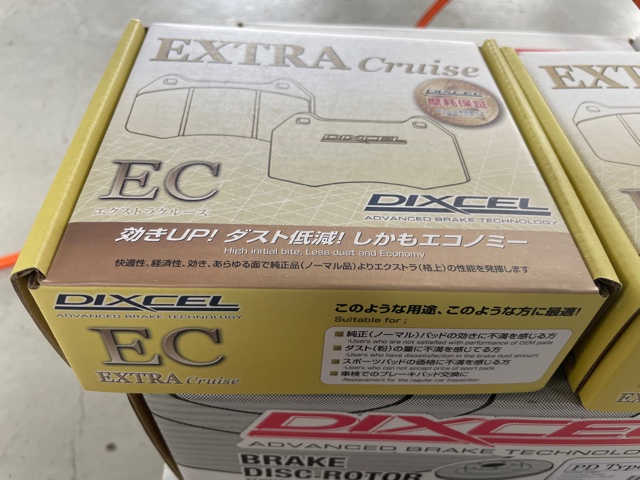 EXTRA Cruise
DIXCEL
摩耗保証
DIXCEL
EC
エクストラクルーズ
DIXCEL
ADVANCED BRAKE TECHNOLOGY
効きUP! ダスト低減! しかもエコノミー
High initial bite, Less dust and Economy
快適性、経済性、効き、あらゆる面で純正品(ノーマル品)よりエクストラ(格上)の性能を発揮します
DIXCEL
ADVANCED BRAKE TECHNOLOGY
EC
EXTRA Cruise
このような用途、このような方に最適!
Suitable for :
純正(ノーマル)パッドの効きに不満を感じる方
-Users who are not satisfied with performance of OEM pads
ダスト(粉)の量に不満を感じてる方
-Users who have dissatisfaction in the brake dust amount
スポーツパッドの価格に不満を感じる方
-Users who can not accept price of sport pads
車検でのブレーキパッド交換に
-Replacement for the regular car inspection
EXT
DIXCEL
ADVANCED BRAKE TECHNOLO
BRAKE
DISC-ROTOR
PD Type